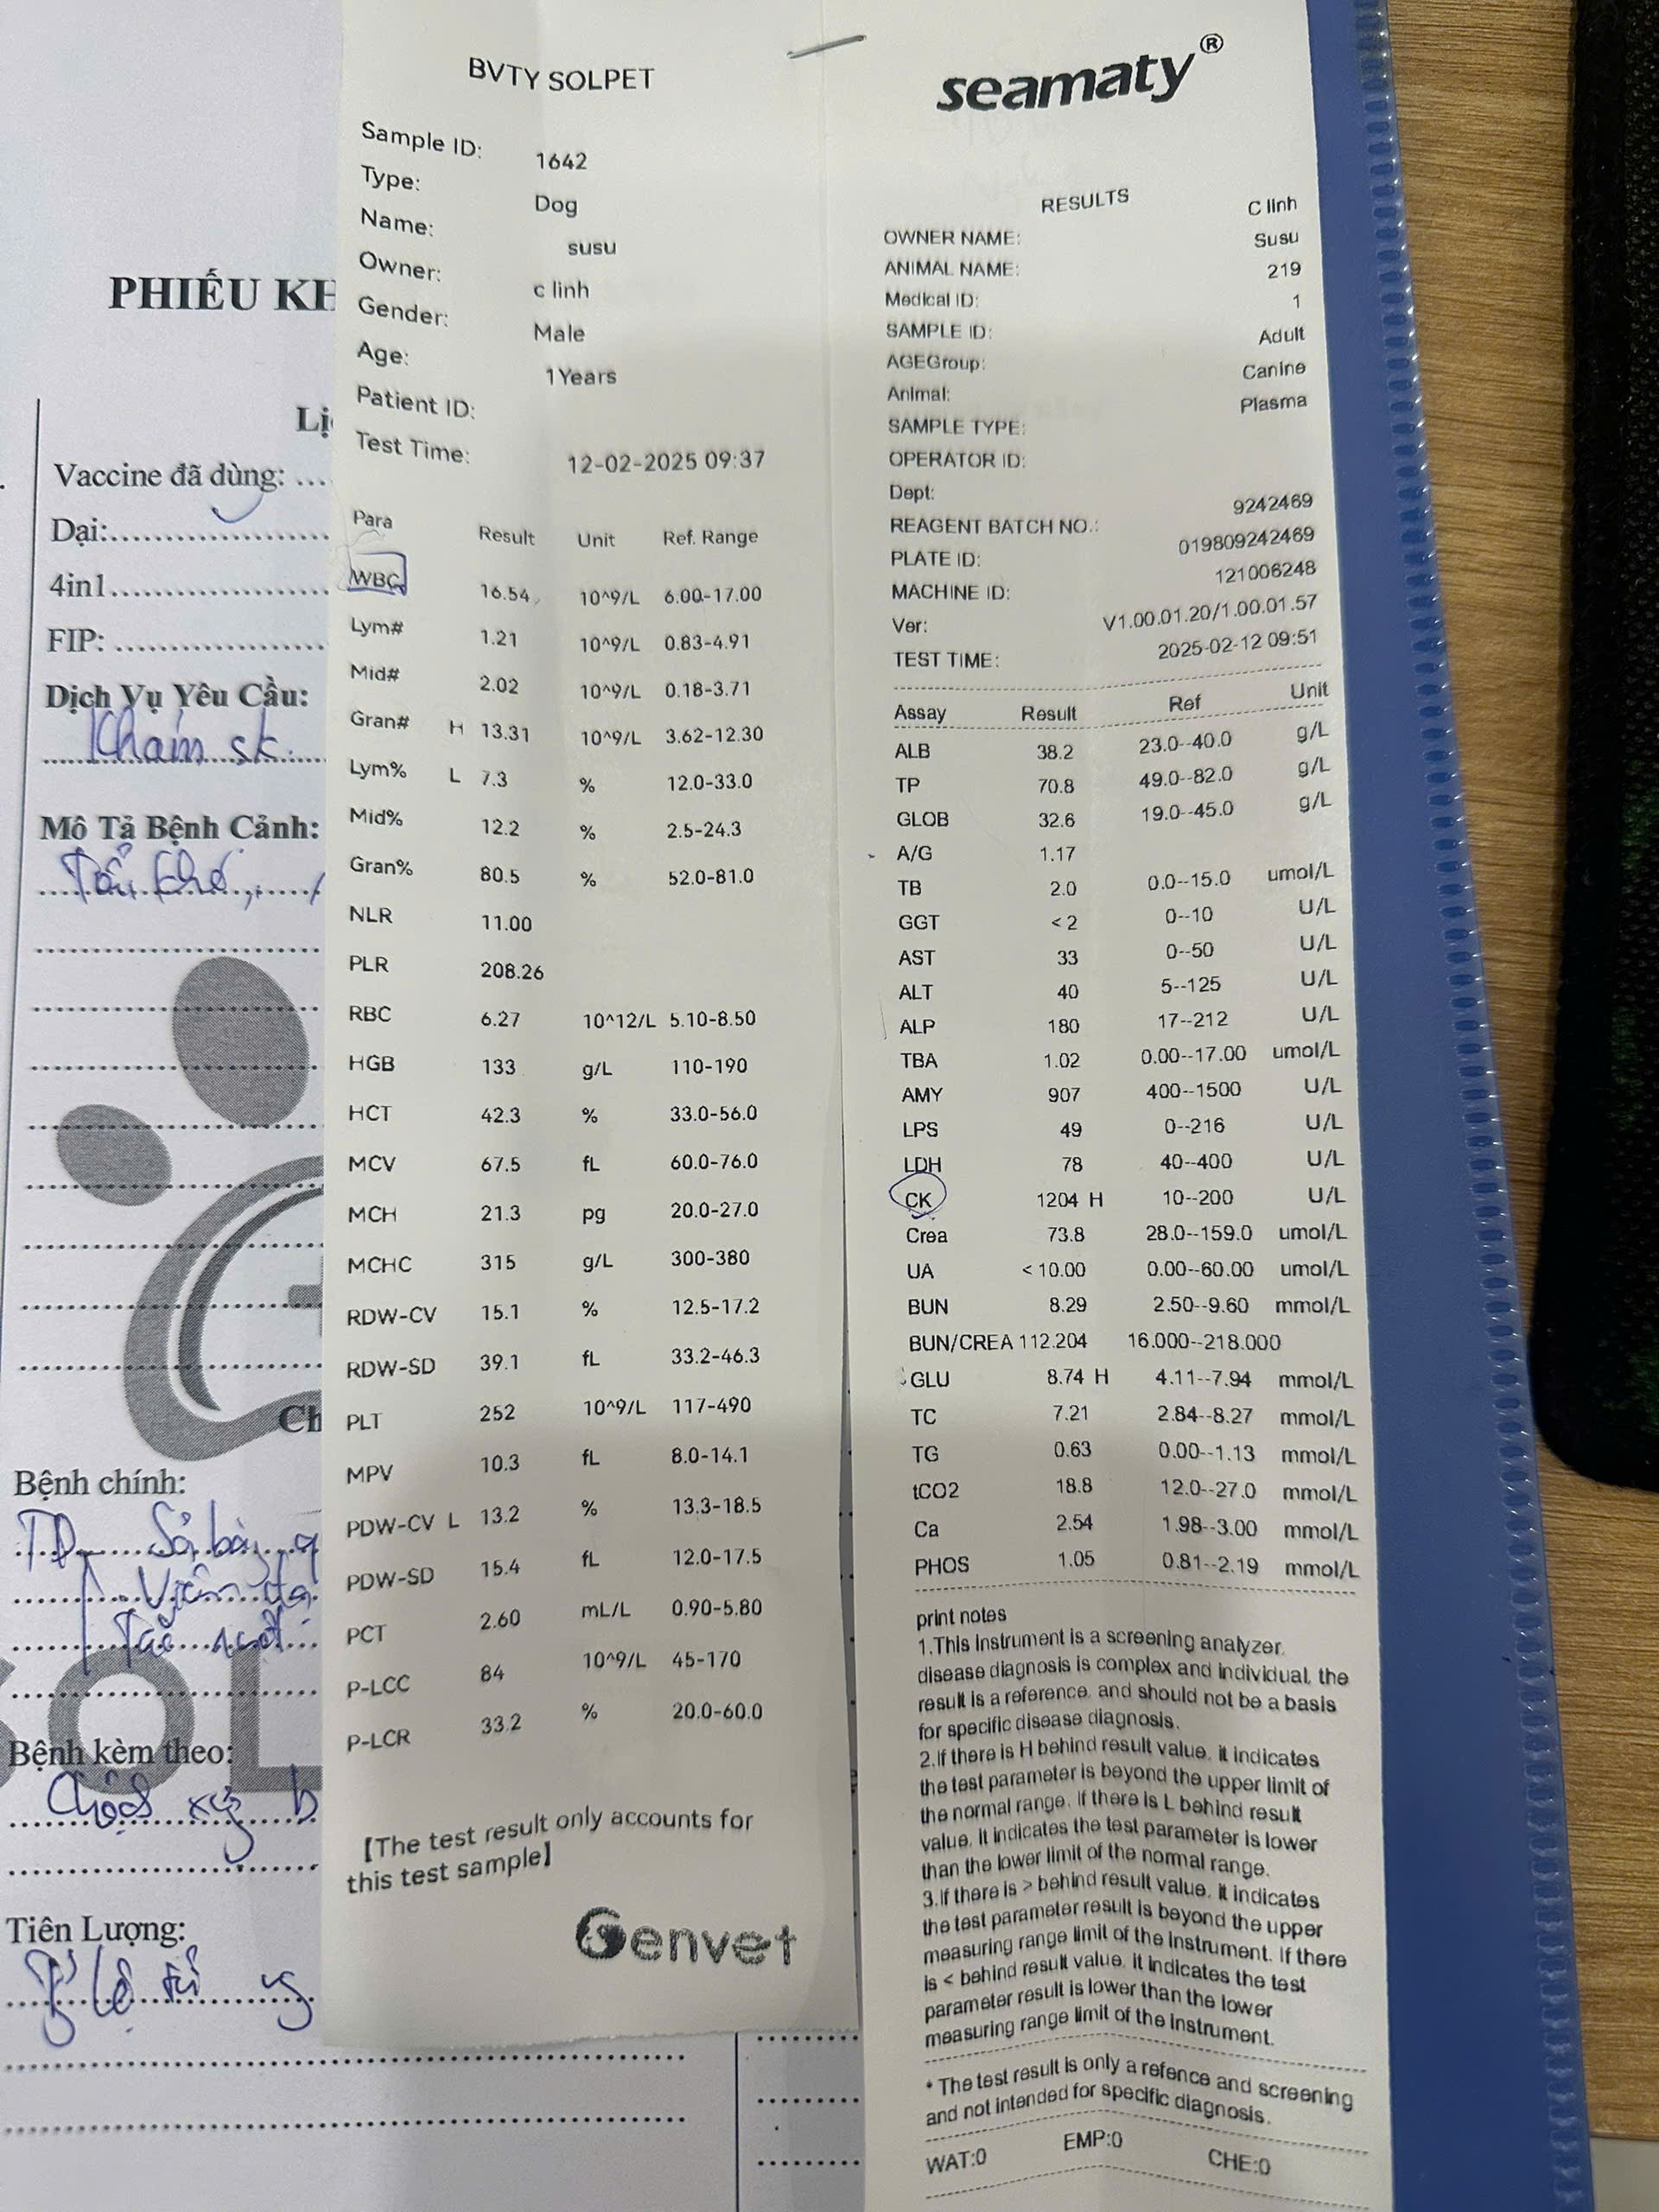 PHIẾU KH
Lị
Vaccine đã dùng: ...
Dại:
4in1
FIP:
Dịch Vụ Yêu Cầu:
Khám sk.
Mô Tả Bệnh Cảnh:
Bệnh chính:
TD
Bệnh kèm theo:
Tiên Lượng:
BVTY SOLPET
Sample ID: 1642
Type: Dog
Name: susu
Owner: c linh
Gender: Male
Age: 1Years
Patient ID:
Test Time: 12-02-2025 09:37
Para Result Unit Ref. Range
WBC 16.54 10^9/L 6.00-17.00
Lym# 1.21 10^9/L 0.83-4.91
Mid# 2.02 10^9/L 0.18-3.71
Gran# H 13.31 10^9/L 3.62-12.30
Lym% L 7.3 % 12.0-33.0
Mid% 12.2 % 2.5-24.3
Gran% 80.5 % 52.0-81.0
NLR 11.00
PLR 208.26
RBC 6.27 10^12/L 5.10-8.50
HGB 133 g/L 110-190
HCT 42.3 % 33.0-56.0
MCV 67.5 fL 60.0-76.0
MCH 21.3 pg 20.0-27.0
MCHC 315 g/L 300-380
RDW-CV 15.1 % 12.5-17.2
RDW-SD 39.1 fL 33.2-46.3
PLT 252 10^9/L 117-490
MPV 10.3 fL 8.0-14.1
PDW-CV L 13.2 % 13.3-18.5
PDW-SD 15.4 fL 12.0-17.5
PCT 2.60 mL/L 0.90-5.80
P-LCC 84 10^9/L 45-170
P-LCR 33.2 % 20.0-60.0
【The test result only accounts for
this test sample】
Genvet
seamaty®
RESULTS
OWNER NAME: C linh
ANIMAL NAME: Susu
Medical ID: 219
SAMPLE ID: 1
AGEGroup: Adult
Animal: Canine
SAMPLE TYPE: Plasma
OPERATOR ID:
Dept:
REAGENT BATCH NO.: 9242469
PLATE ID: 019809242469
MACHINE ID: 121006248
Ver: V1.00.01.20/1.00.01.57
TEST TIME: 2025-02-12 09:51
Assay Result Ref Unit
ALB 38.2 23.0--40.0 g/L
TP 70.8 49.0--82.0 g/L
GLOB 32.6 19.0--45.0 g/L
A/G 1.17
TB 2.0 0.0--15.0 umol/L
GGT <2 0--10 U/L
AST 33 0--50 U/L
ALT 40 5--125 U/L
ALP 180 17--212 U/L
TBA 1.02 0.00--17.00 umol/L
AMY 907 400--1500 U/L
LPS 49 0--216 U/L
LDH 78 40--400 U/L
CK 1204 H 10--200 U/L
Crea 73.8 28.0--159.0 umol/L
UA <10.00 0.00--60.00 umol/L
BUN 8.29 2.50--9.60 mmol/L
BUN/CREA 112.204 16.000--218.000
GLU 8.74 H 4.11--7.94 mmol/L
TC 7.21 2.84--8.27 mmol/L
TG 0.63 0.00--1.13 mmol/L
tCO2 18.8 12.0--27.0 mmol/L
Ca 2.54 1.98--3.00 mmol/L
PHOS 1.05 0.81--2.19 mmol/L
print notes
1.This Instrument is a screening analyzer,
disease diagnosis is complex and individual, the
result is a reference, and should not be a basis
for specific disease diagnosis.
2.If there is H behind result value, it indicates
the test parameter is beyond the upper limit of
the normal range. If there is L behind result
value, it indicates the test parameter is lower
than the lower limit of the normal range.
3.If there is > behind result value, it indicates
the test parameter result is beyond the upper
measuring range limit of the instrument. If there
is < behind result value, it indicates the test
parameter result is lower than the lower
measuring range limit of the instrument.
* The test result is only a refence and screening
and not intended for specific diagnosis.
WAT:0 EMP:0 CHE:0